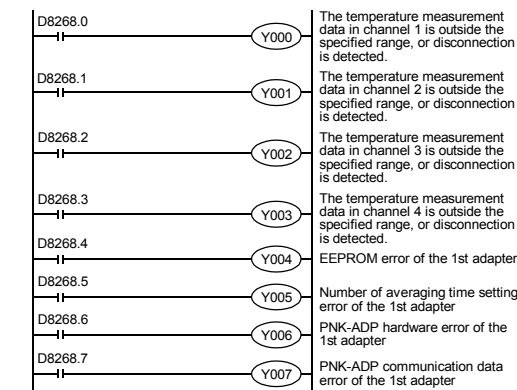 D8268.0
Y000
The temperature measurement
data in channel 1 is outside the
specified range, or disconnection
is detected.
D8268.1
Y001
The temperature measurement
data in channel 2 is outside the
specified range, or disconnection
is detected.
D8268.2
Y002
The temperature measurement
data in channel 3 is outside the
specified range, or disconnection
is detected.
D8268.3
Y003
The temperature measurement
data in channel 4 is outside the
specified range, or disconnection
is detected.
D8268.4
Y004
EEPROM error of the 1st adapter
D8268.5
Y005
Number of averaging time setting
error of the 1st adapter
D8268.6
Y006
PNK-ADP hardware error of the
1st adapter
D8268.7
Y007
PNK-ADP communication data
error of the 1st adapter